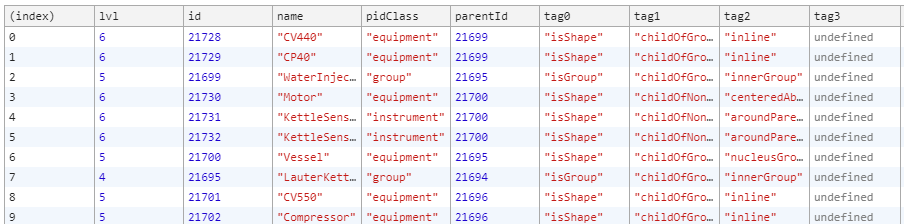 (index) lvl id name pidClass parentId tag0 tag1 tag2 tag3
0 6 21728 "CV440" "equipment" 21699 "isShape" "childOfGro… "inline" undefined
1 6 21729 "CP40" "equipment" 21699 "isShape" "childOfGro… "inline" undefined
2 5 21699 "WaterInjec… "group" 21695 "isGroup" "childOfGro… "innerGroup" undefined
3 6 21730 "Motor" "equipment" 21700 "isShape" "childOfNon… "centeredAb… undefined
4 6 21731 "KettleSens… "instrument" 21700 "isShape" "childOfNon… "aroundPare… undefined
5 6 21732 "KettleSens… "instrument" 21700 "isShape" "childOfNon… "aroundPare… undefined
6 5 21700 "Vessel" "equipment" 21695 "isShape" "childOfGro… "nucleusGro… undefined
7 4 21695 "LauterKett… "group" 21694 "isGroup" "childOfGro… "innerGroup" undefined
8 5 21701 "CV550" "equipment" 21696 "isShape" "childOfGro… "inline" undefined
9 5 21702 "Compressor" "equipment" 21696 "isShape" "childOfGro… "inline" undefined